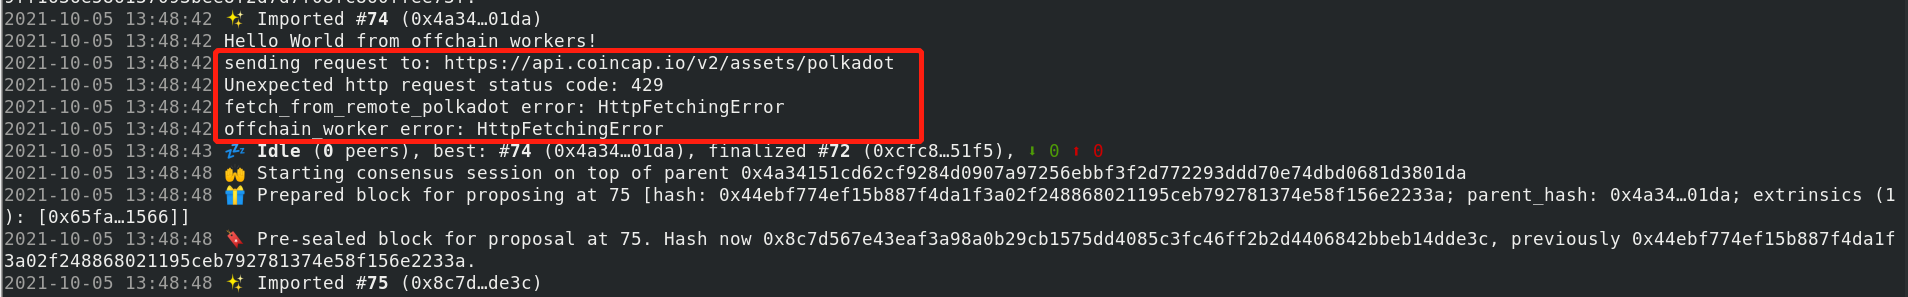 2021-10-05 13:48:42 ✨ Imported #74 (0x4a34…01da)
2021-10-05 13:48:42 Hello World from offchain workers!
2021-10-05 13:48:42 sending request to: https://api.coincap.io/v2/assets/polkadot
2021-10-05 13:48:42 Unexpected http request status code: 429
2021-10-05 13:48:42 fetch_from_remote_polkadot error: HttpFetchingError
2021-10-05 13:48:42 offchain_worker error: HttpFetchingError
2021-10-05 13:48:43 💤 Idle (0 peers), best: #74 (0x4a34…01da), finalized #72 (0xcfc8…51f5), ⬇ 0 ⬆ 0
2021-10-05 13:48:48 🙌 Starting consensus session on top of parent 0x4a34151cd62cf9284d0907a97256ebbf3f2d772293ddd70e74dbd0681d3801da
2021-10-05 13:48:48 🎁 Prepared block for proposing at 75 [hash: 0x44ebf774ef15b887f4da1f3a02f248868021195ceb792781374e58f156e2233a; parent_hash: 0x4a34…01da; extrinsics (1
): [0x65fa…1566]]
2021-10-05 13:48:48 🔖 Pre-sealed block for proposal at 75. Hash now 0x8c7d567e43eaf3a98a0b29cb1575dd4085c3fc46ff2b2d4406842bbeb14dde3c, previously 0x44ebf774ef15b887f4da1f
3a02f248868021195ceb792781374e58f156e2233a.
2021-10-05 13:48:48 ✨ Imported #75 (0x8c7d…de3c)